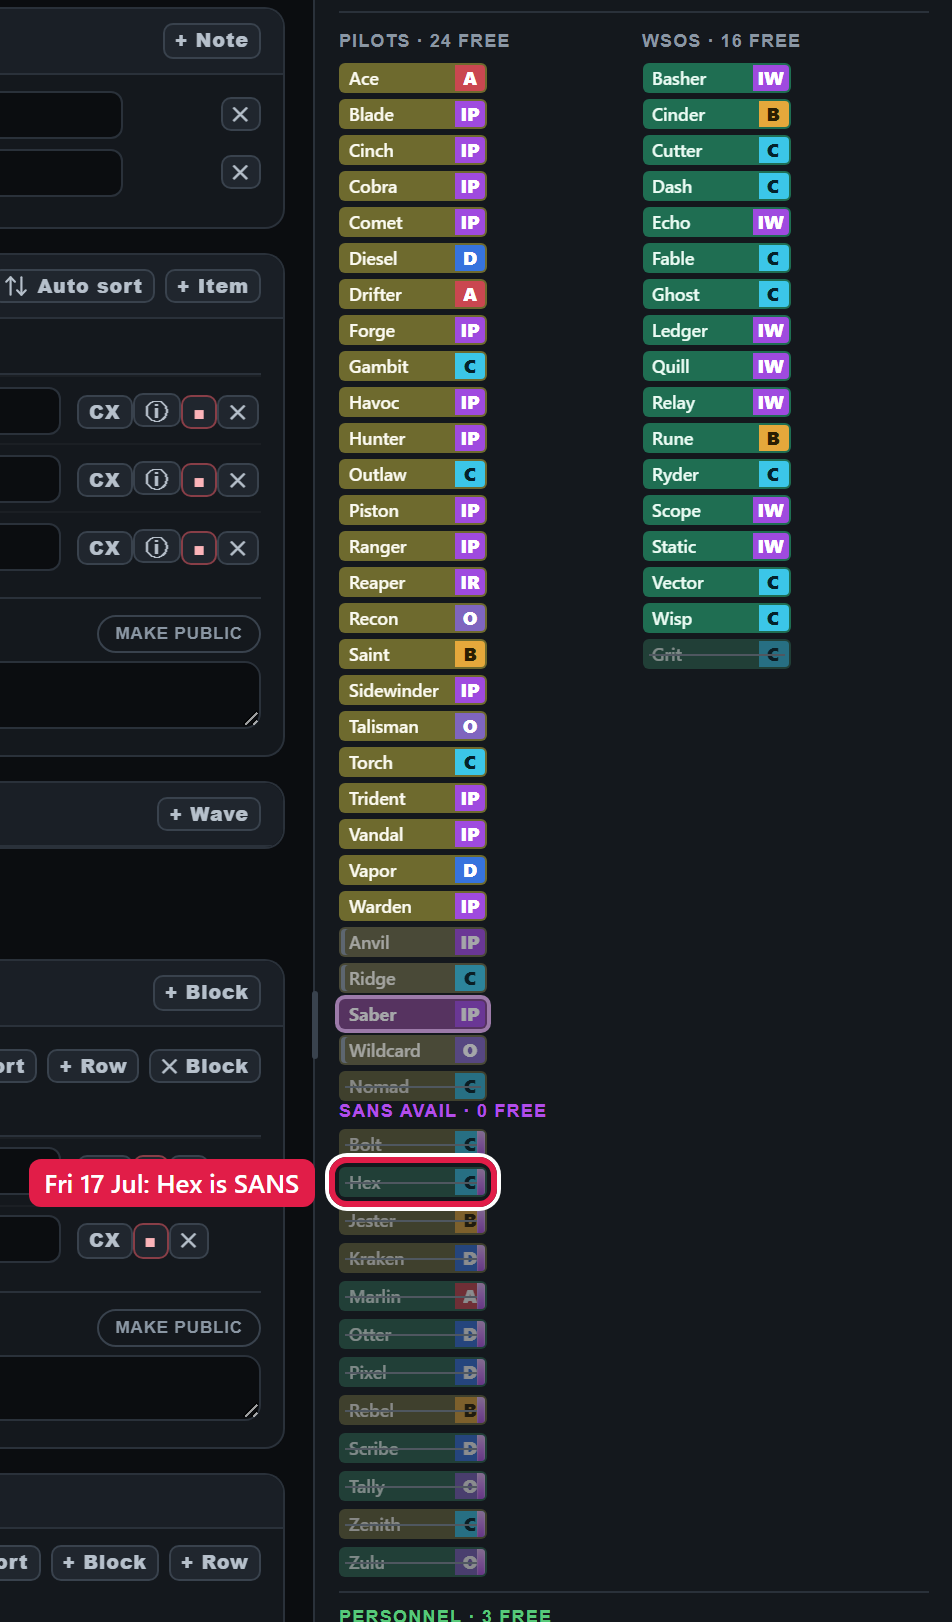 + Note
Auto sort
+ Item
CX
CX
CX
MAKE PUBLIC
+ Wave
+ Block
ort
+ Row
Block
CX
MAKE PUBLIC
ort
+ Block
+ Row
PILOTS · 24 FREE
Ace A
Blade IP
Cinch IP
Cobra IP
Comet IP
Diesel D
Drifter A
Forge IP
Gambit C
Havoc IP
Hunter IP
Outlaw C
Piston IP
Ranger IP
Reaper IR
Recon O
Saint B
Sidewinder IP
Talisman O
Torch C
Trident IP
Vandal IP
Vapor D
Warden IP
Anvil IP
Ridge C
Saber IP
Wildcard O
Nomad C
WSOS · 16 FREE
Basher IW
Cinder B
Cutter C
Dash C
Echo IW
Fable C
Ghost C
Ledger IW
Quill IW
Relay IW
Rune B
Ryder C
Scope IW
Static IW
Vector C
Wisp C
Grit C
SANS AVAIL · 0 FREE
Bolt C
Fri 17 Jul: Hex is SANS
Hex C
Jester B
Kraken D
Marlin A
Otter D
Pixel D
Rebel B
Scribe D
Tally O
Zenith C
Zulu O
PERSONNEL · 3 FREE